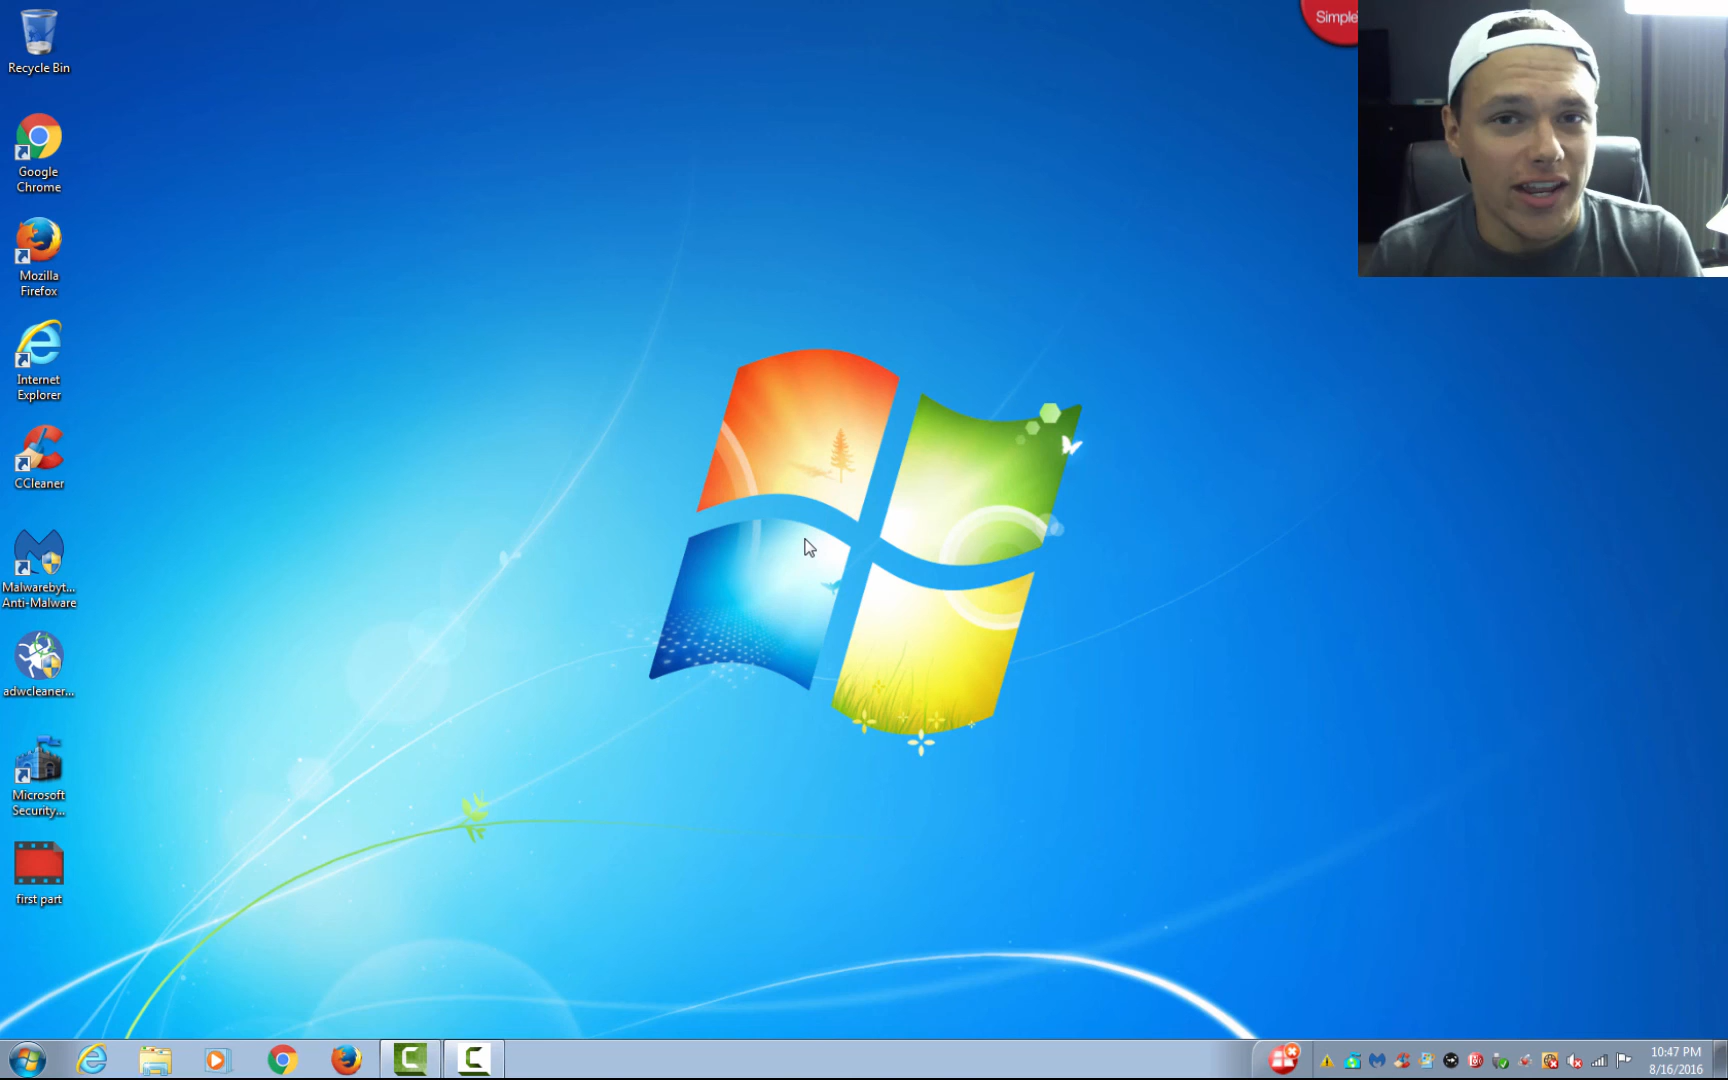 Simple
Recycle Bin
Google
Chrome
Mozilla
Firefox
Internet
Explorer
CCleaner
Malwarebyt...
Anti-Malware
adwcleaner...
Microsoft
Security...
first part
10:47 PM
8/16/2016